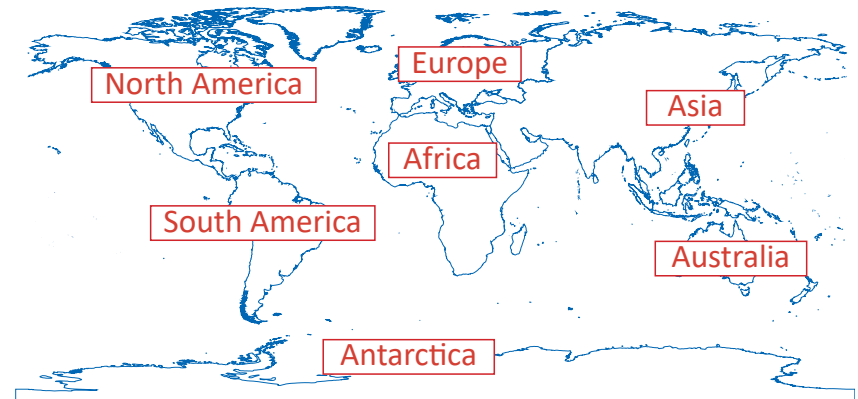 Europe
North America
Asia
Africa
South America
Australia
Antarctica